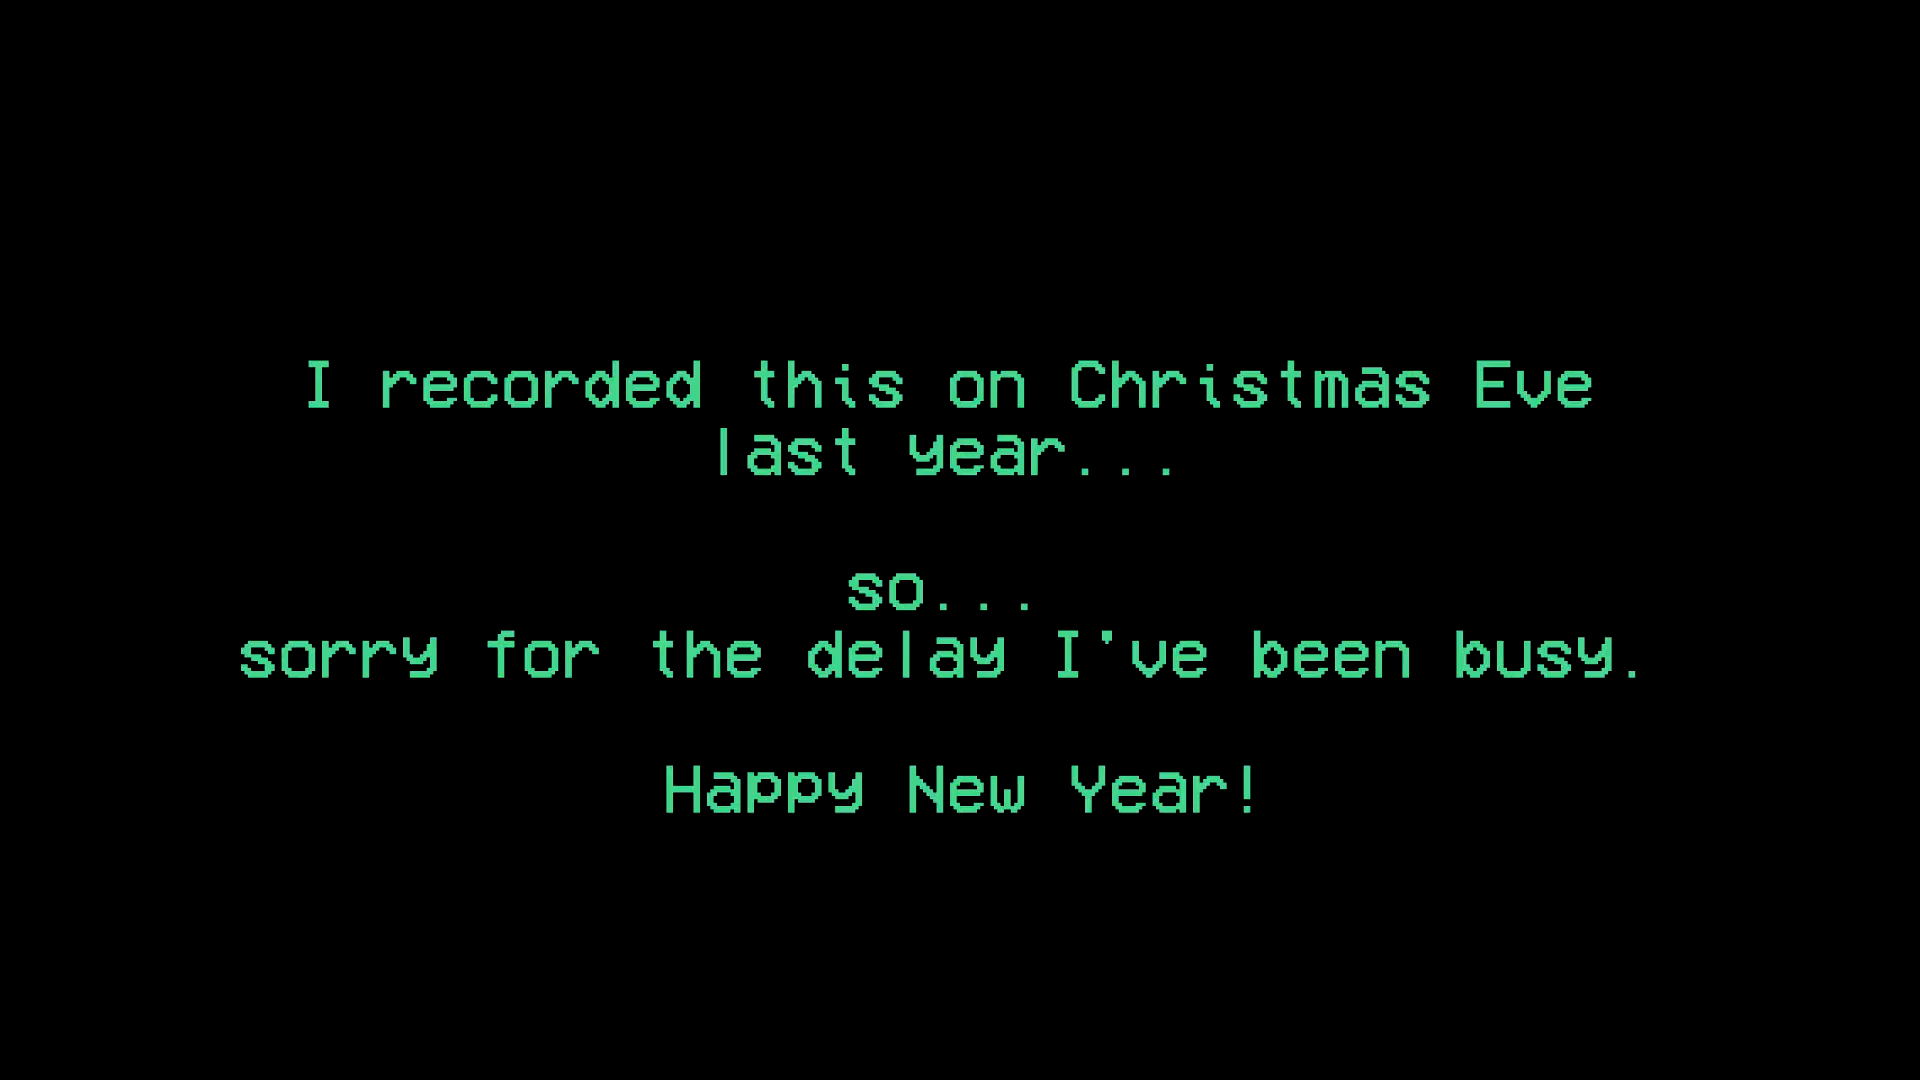 I recorded this on Christmas Eve
last year...
so...
sorry for the delay I've been busy.
Happy New Year!